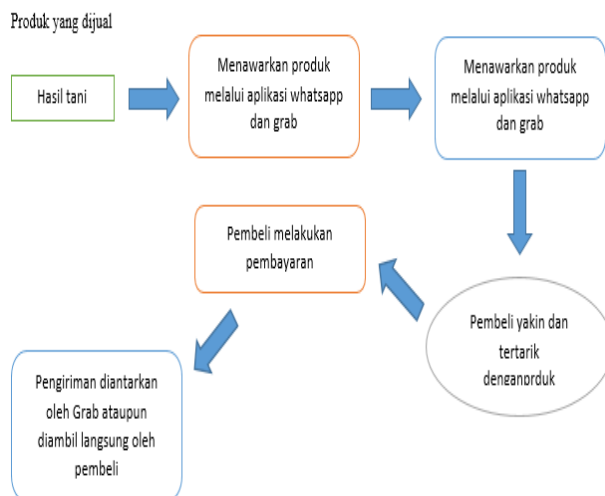 Produk yang dijual
Hasil tani
Menawarkan produk
melalui aplikasi whatsapp
dan grab
Menawarkan produk
melalui aplikasi whatsapp
dan grab
Pembeli yakin dan
tertarik
denganorduk
Pembeli melakukan
pembayaran
Pengiriman diantarkan
oleh Grab ataupun
diambil langsung oleh
pembeli